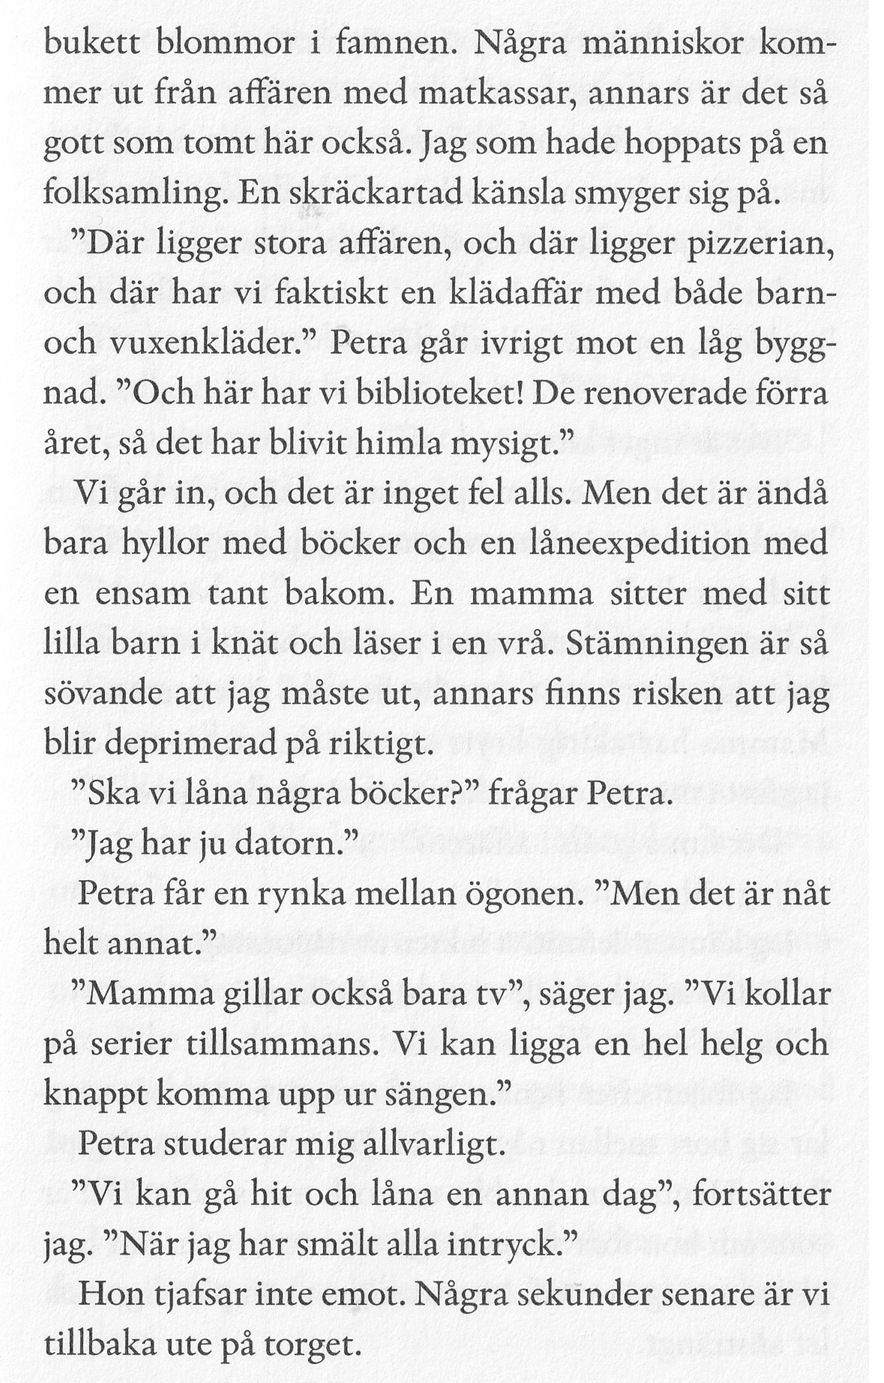 bukett blommor i famnen. Några människor kom-
mer ut från affären med matkassar, annars är det så
gott som tomt här också. Jag som hade hoppats på en
folksamling. En skräckartad känsla smyger sig på.
”Där ligger stora affären, och där ligger pizzerian,
och där har vi faktiskt en klädaffär med både barn-
och vuxenkläder.” Petra går ivrigt mot en låg bygg-
nad. ”Och här har vi biblioteket! De renoverade förra
året, så det har blivit himla mysigt.”
Vi går in, och det är inget fel alls. Men det är ändå
bara hyllor med böcker och en låneexpedition med
en ensam tant bakom. En mamma sitter med sitt
lilla barn i knät och läser i en vrå. Stämningen är så
sövande att jag måste ut, annars finns risken att jag
blir deprimerad på riktigt.
”Ska vi låna några böcker?” frågar Petra.
”Jag har ju datorn.”
Petra får en rynka mellan ögonen. ”Men det är nåt
helt annat.”
”Mamma gillar också bara tv”, säger jag. ”Vi kollar
på serier tillsammans. Vi kan ligga en hel helg och
knappt komma upp ur sängen.”
Petra studerar mig allvarligt.
”Vi kan gå hit och låna en annan dag”, fortsätter
jag. ”När jag har smält alla intryck.”
Hon tjafsar inte emot. Några sekunder senare är vi
tillbaka ute på torget.